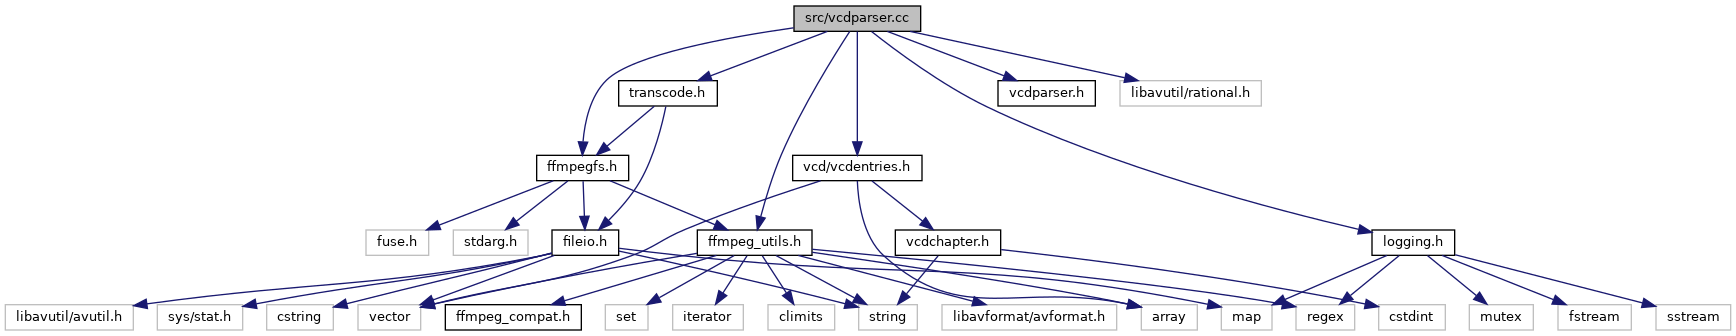 src/vcdparser.cc
transcode.h
vcdparser.h
libavutil/rational.h
ffmpegfs.h
vcd/vcdentries.h
fuse.h
stdarg.h
fileio.h
ffmpeg_utils.h
vcdchapter.h
logging.h
libavutil/avutil.h
sys/stat.h
cstring
vector
ffmpeg_compat.h
set
iterator
climits
string
libavformat/avformat.h
array
map
regex
cstdint
mutex
fstream
sstream